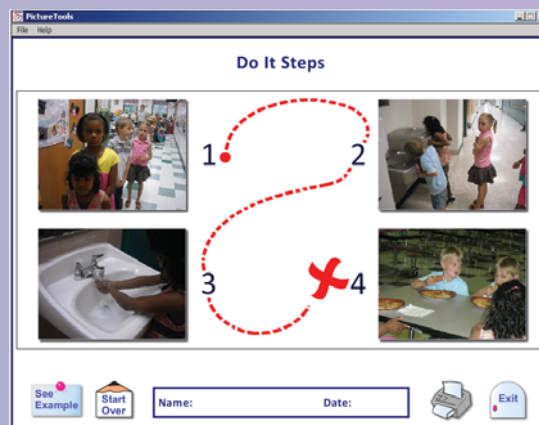 PictureTools
File Help
Do It Steps
1
2
3
4
See
Example
Start
Over
Name: Date:
Exit